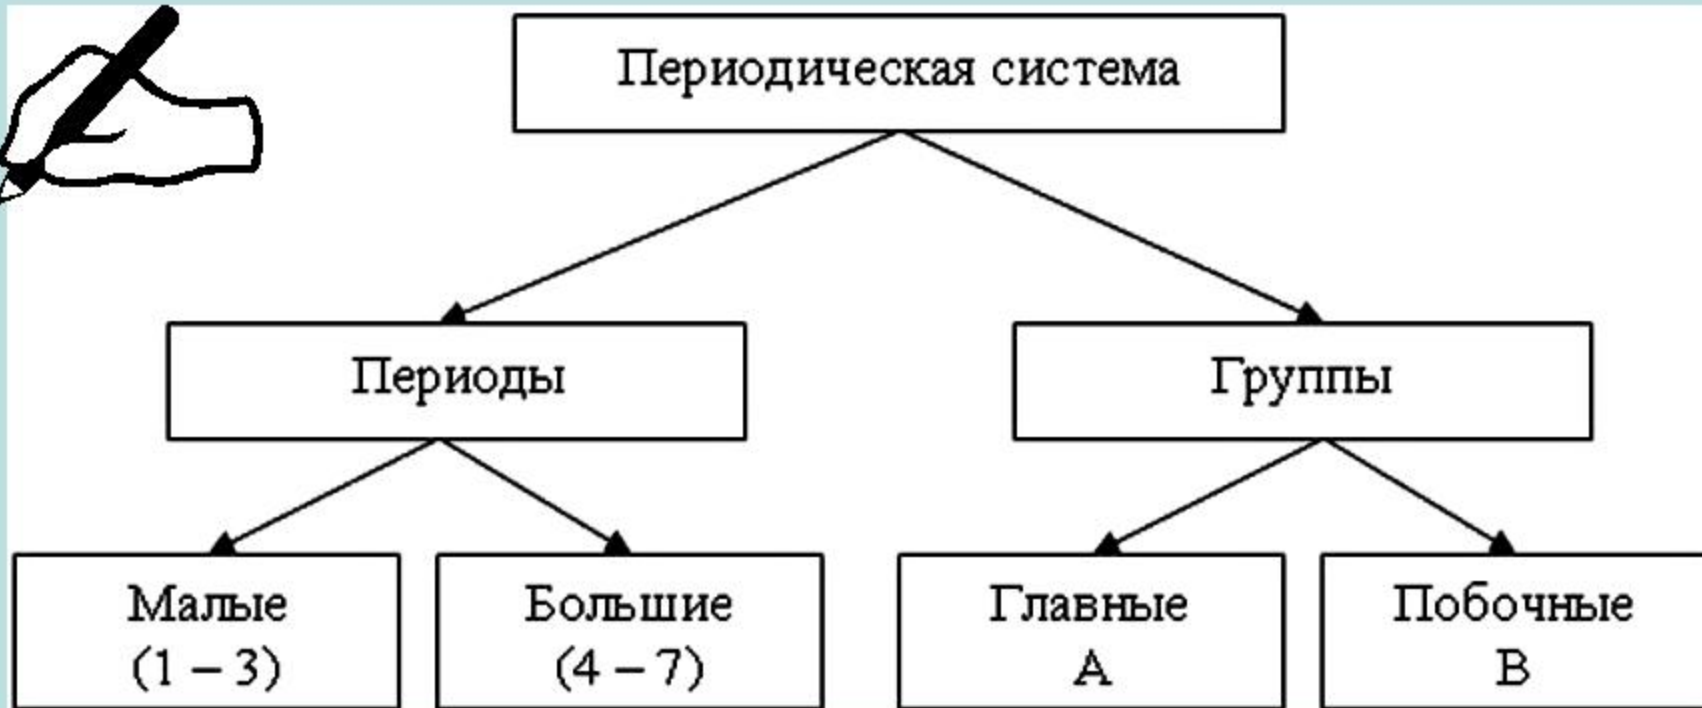 Периодическая система
Периоды
Группы
Малые
(1 – 3)
Большие
(4 – 7)
Главные
А
Побочные
В